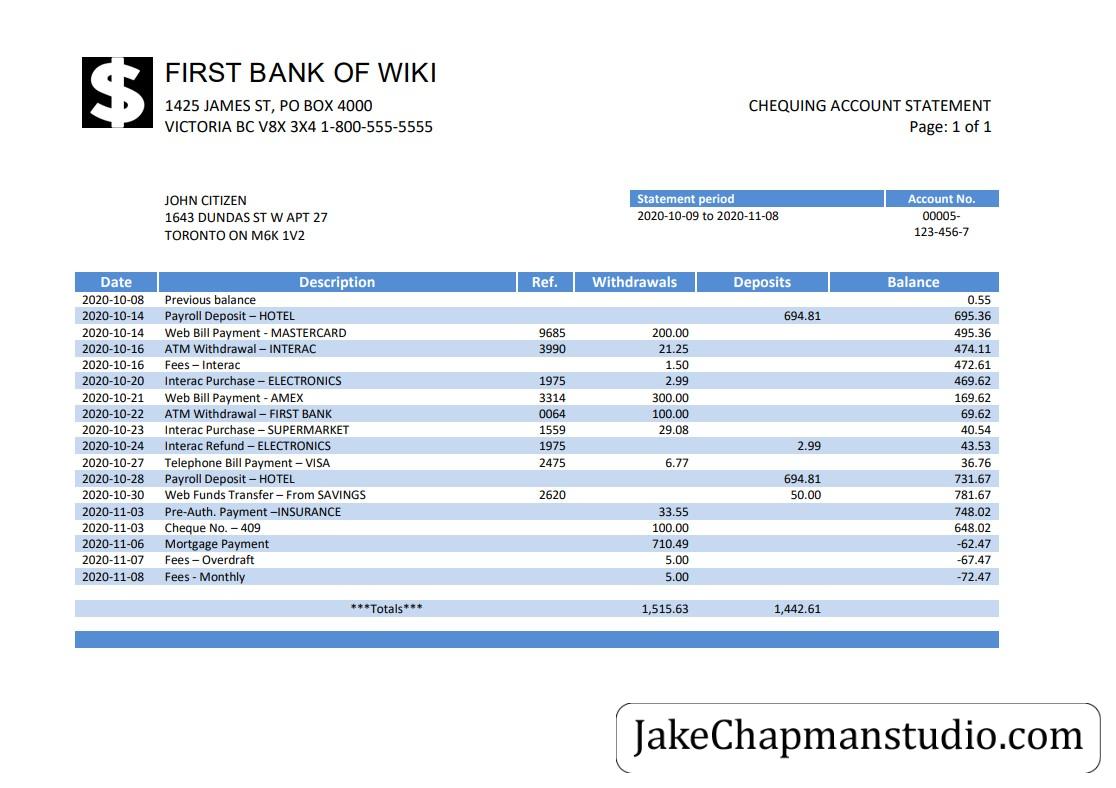 $
FIRST BANK OF WIKI
1425 JAMES ST, PO BOX 4000
VICTORIA BC V8X 3X4 1-800-555-5555
CHEQUING ACCOUNT STATEMENT
Page: 1 of 1
JOHN CITIZEN
1643 DUNDAS ST W APT 27
TORONTO ON M6K 1V2
Statement period Account No.
2020-10-09 to 2020-11-08 00005-
123-456-7
Date Description Ref. Withdrawals Deposits Balance
2020-10-08 Previous balance 0.55
2020-10-14 Payroll Deposit – HOTEL 694.81 695.36
2020-10-14 Web Bill Payment - MASTERCARD 9685 200.00 495.36
2020-10-16 ATM Withdrawal – INTERAC 3990 21.25 474.11
2020-10-16 Fees – Interac 1.50 472.61
2020-10-20 Interac Purchase – ELECTRONICS 1975 2.99 469.62
2020-10-21 Web Bill Payment - AMEX 3314 300.00 169.62
2020-10-22 ATM Withdrawal – FIRST BANK 0064 100.00 69.62
2020-10-23 Interac Purchase – SUPERMARKET 1559 29.08 40.54
2020-10-24 Interac Refund – ELECTRONICS 1975 2.99 43.53
2020-10-27 Telephone Bill Payment – VISA 2475 6.77 36.76
2020-10-28 Payroll Deposit – HOTEL 694.81 731.67
2020-10-30 Web Funds Transfer – From SAVINGS 2620 50.00 781.67
2020-11-03 Pre-Auth. Payment –INSURANCE 33.55 748.02
2020-11-03 Cheque No. – 409 100.00 648.02
2020-11-06 Mortgage Payment 710.49 -62.47
2020-11-07 Fees – Overdraft 5.00 -67.47
2020-11-08 Fees - Monthly 5.00 -72.47
***Totals*** 1,515.63 1,442.61
JakeChapmanstudio.com